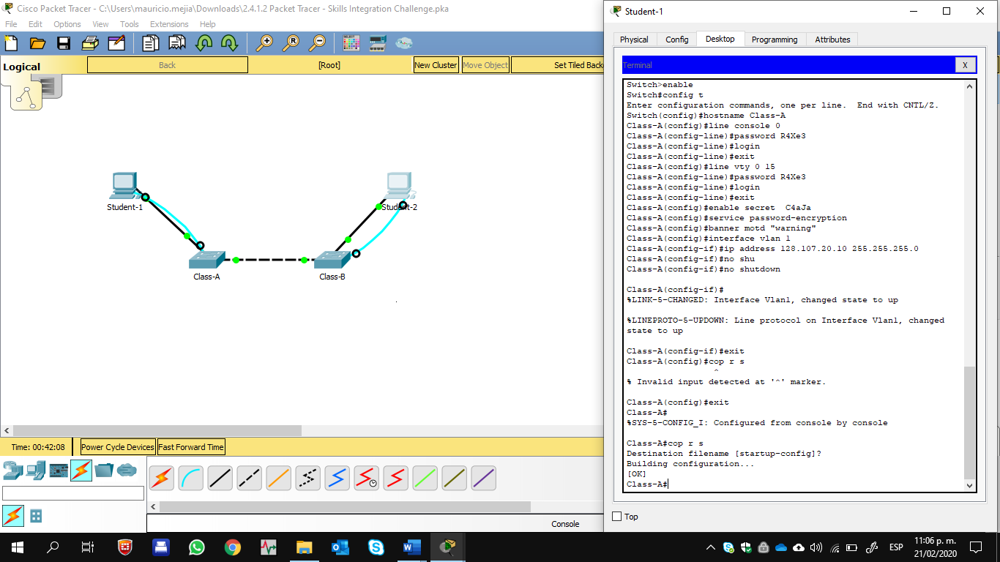 Cisco Packet Tracer - C:\Users\mauricio.mejia\Downloads\2.4.1.2 Packet Tracer - Skills Integration Challenge.pka
File Edit Options View Tools Extensions Help
Logical
Back
[Root]
New Cluster
Move Object
Set Tiled Back
Student-1
Student-2
Class-A
Class-B
Time: 00:42:08
Power Cycle Devices
Fast Forward Time
Console
Student-1
Physical
Config
Desktop
Programming
Attributes
Terminal
X
Switch>enable
Switch#config t
Enter configuration commands, one per line.  End with CNTL/Z.
Switch(config)#hostname Class-A
Class-A(config)#line console 0
Class-A(config-line)#password R4Xe3
Class-A(config-line)#login
Class-A(config-line)#exit
Class-A(config)#line vty 0 15
Class-A(config-line)#password R4Xe3
Class-A(config-line)#login
Class-A(config-line)#exit
Class-A(config)#enable secret  C4aJa
Class-A(config)#service password-encryption
Class-A(config)#banner motd "warning"
Class-A(config)#interface vlan 1
Class-A(config-if)#ip address 128.107.20.10 255.255.255.0
Class-A(config-if)#no shu
Class-A(config-if)#no shutdown
Class-A(config-if)#
%LINK-5-CHANGED: Interface Vlan1, changed state to up
%LINEPROTO-5-UPDOWN: Line protocol on Interface Vlan1, changed
state to up
Class-A(config-if)#exit
Class-A(config)#cop r s
^
% Invalid input detected at '^' marker.
Class-A(config)#exit
Class-A#
%SYS-5-CONFIG_I: Configured from console by console
Class-A#cop r s
Destination filename [startup-config]?
Building configuration...
[OK]
Class-A#
Top
ESP
11:06 p. m.
21/02/2020